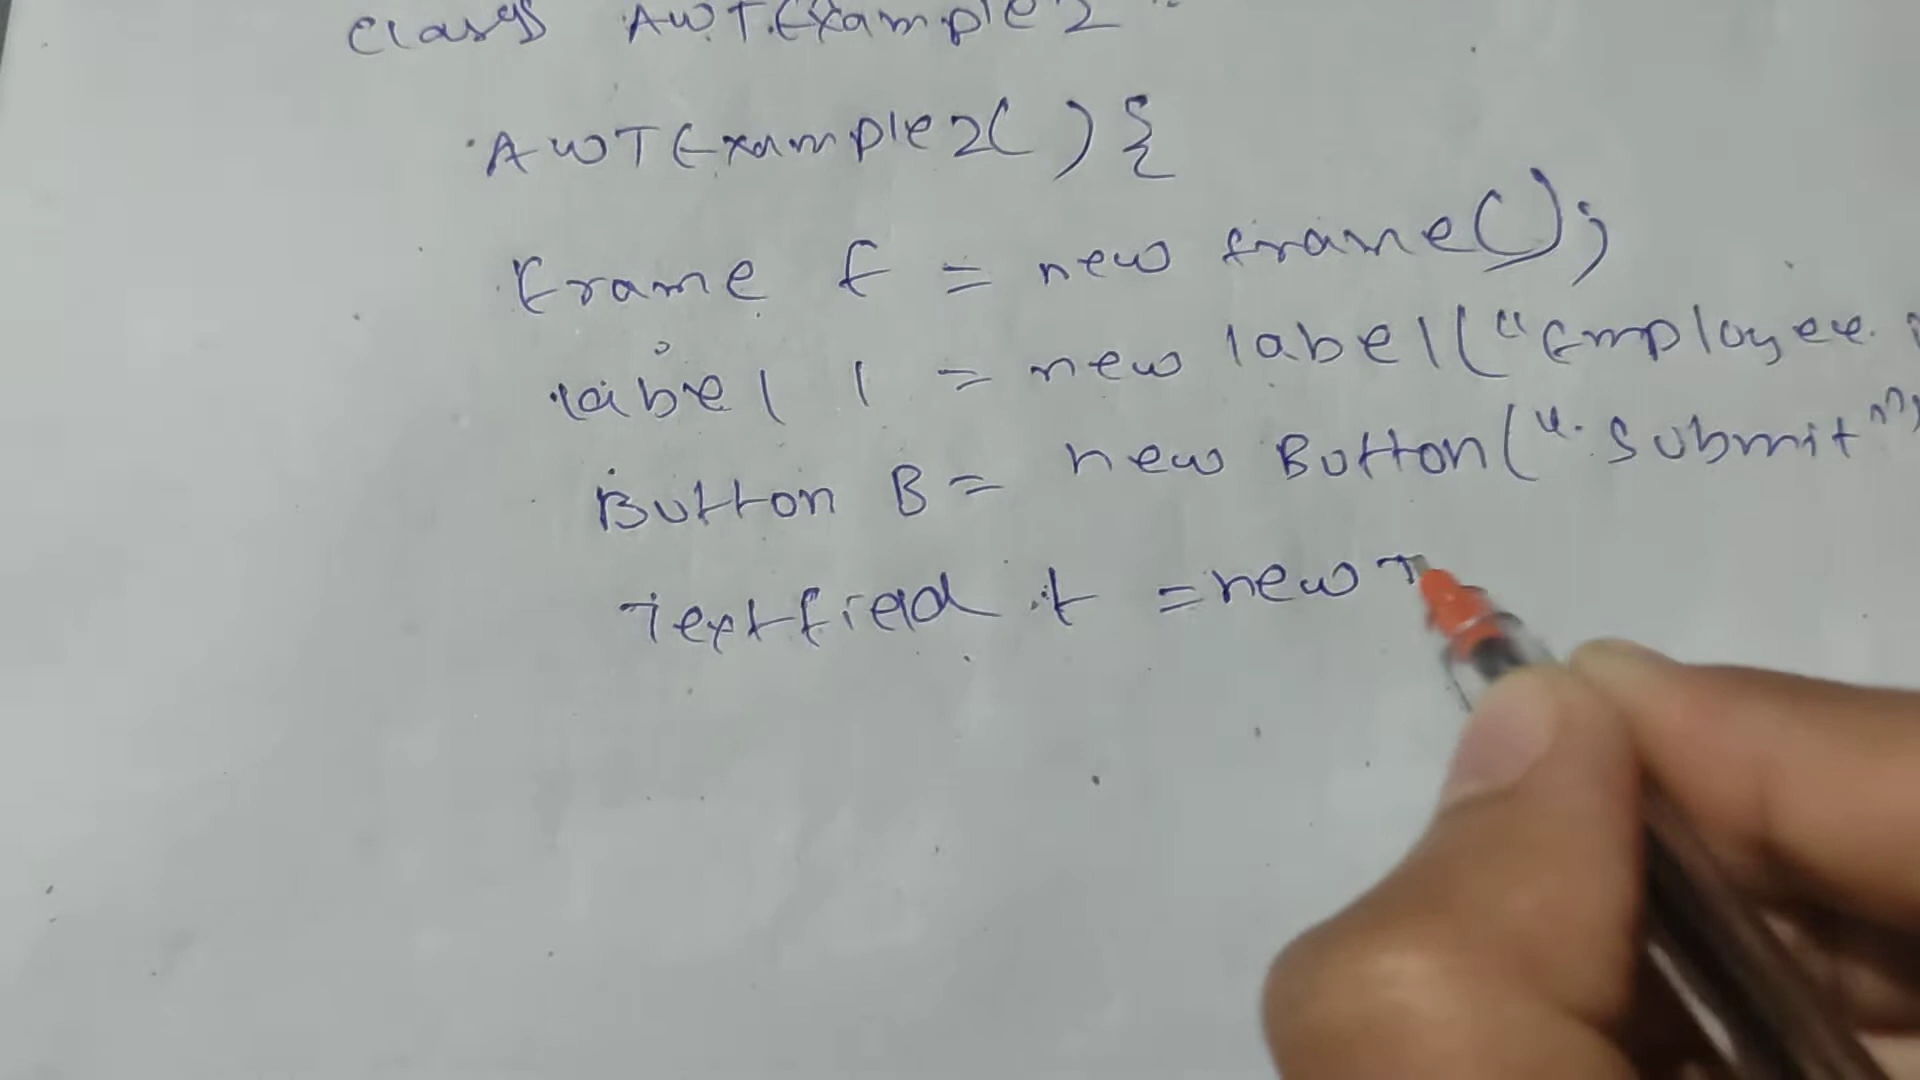 class AWTExample2
AWTExample2( ) {
Frame f = new frame();
label l = new label("Employee
Button B = new Button("Submit"
Textfield t = new T